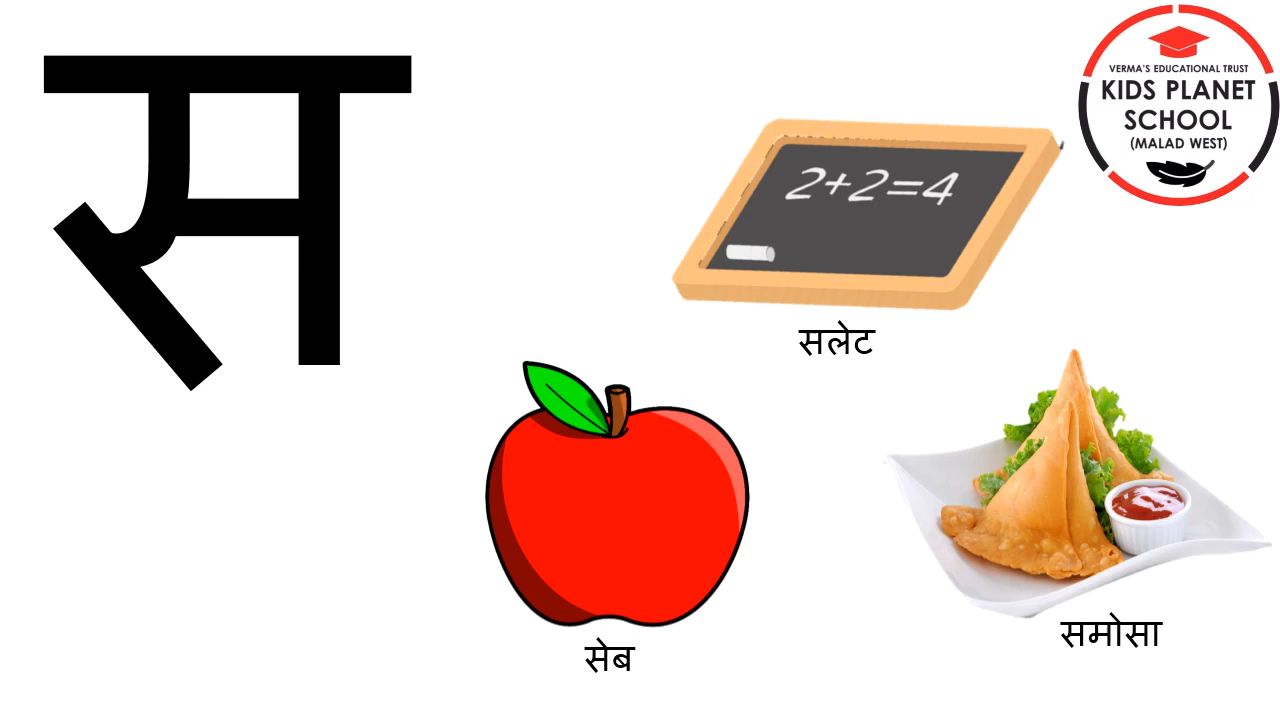 स
VERMA'S EDUCATIONAL TRUST
KIDS PLANET
SCHOOL
(MALAD WEST)
2+2=4
सलेट
सेब
समोसा